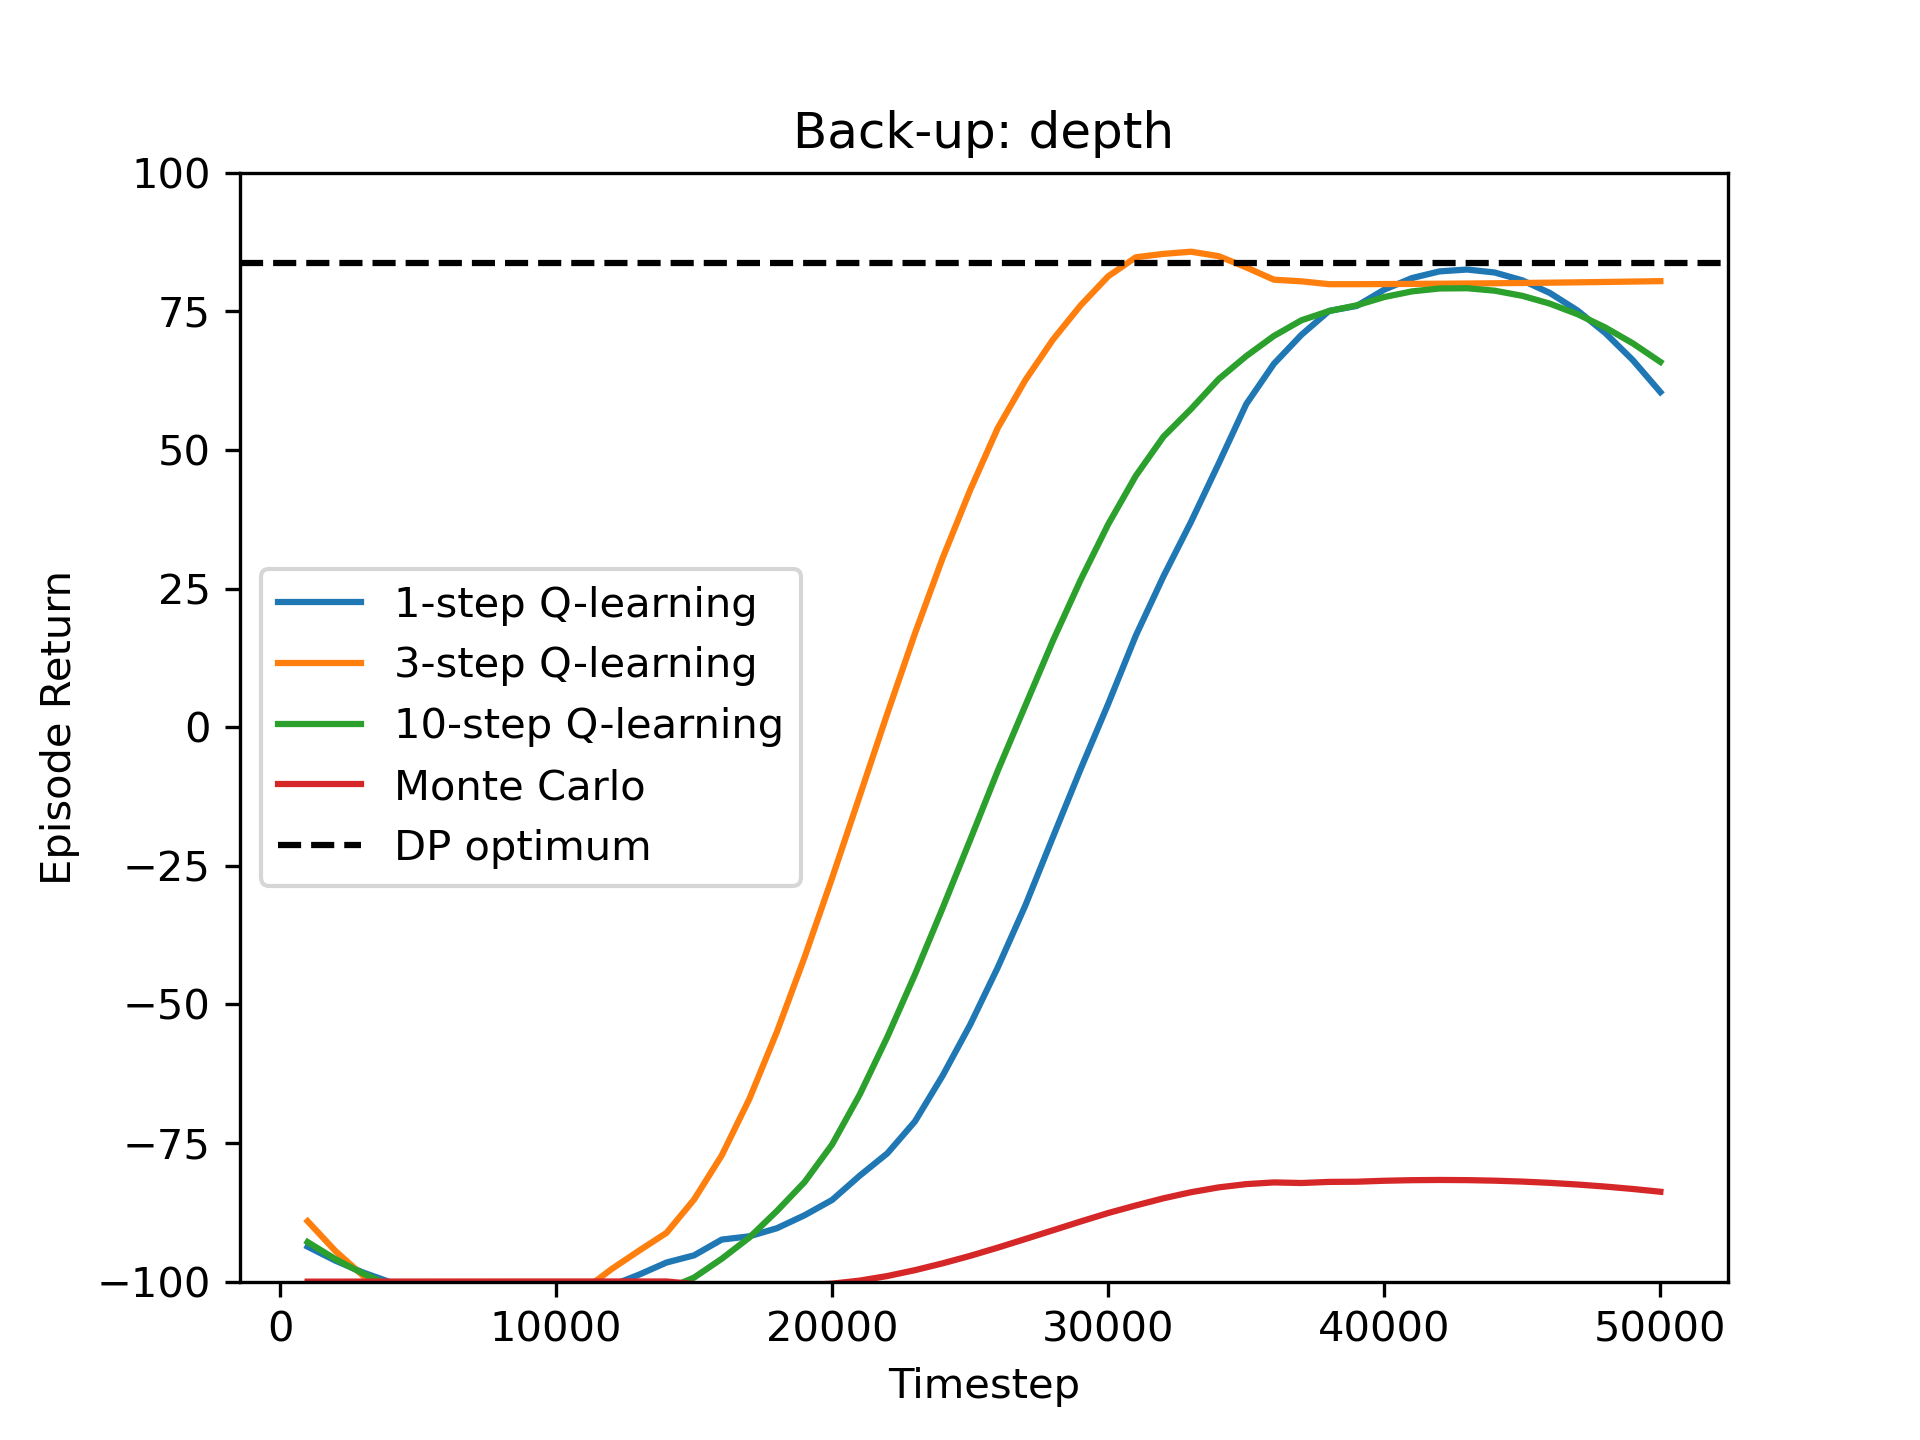 Back-up: depth
100
75
50
25
0
−25
−50
−75
−100
Episode Return
1-step Q-learning
3-step Q-learning
10-step Q-learning
Monte Carlo
DP optimum
0 10000 20000 30000 40000 50000
Timestep